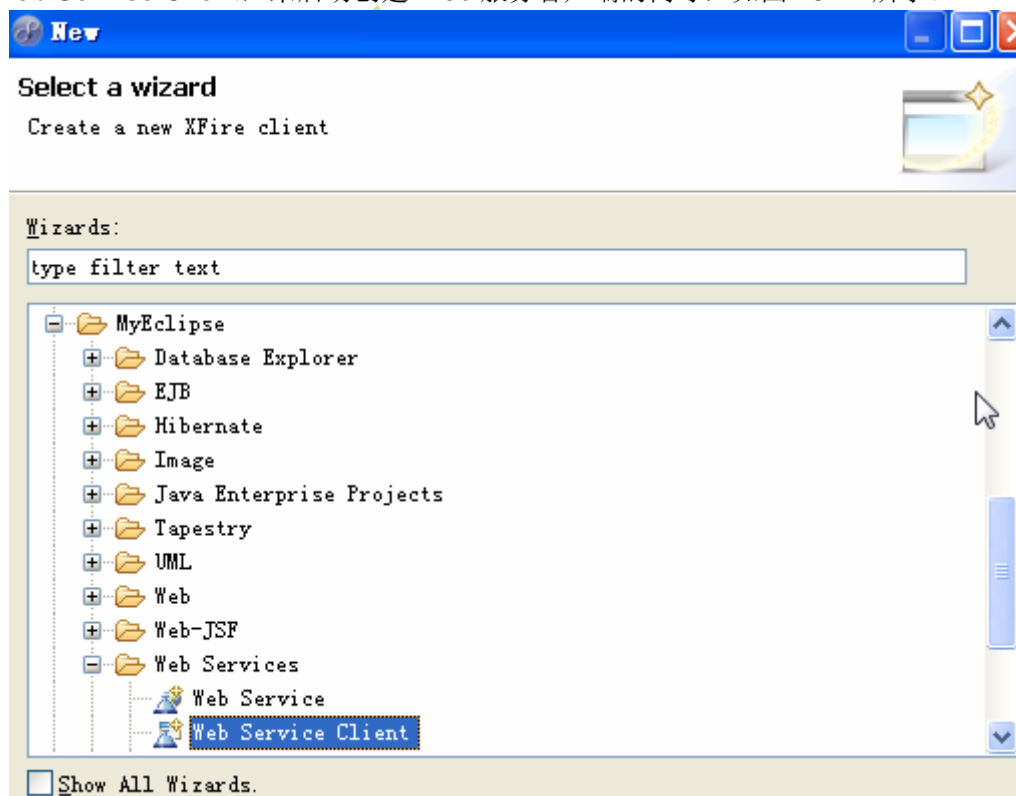 New
Select a wizard
Create a new XFire client
Wizards:
type filter text
MyEclipse
Database Explorer
EJB
Hibernate
Image
Java Enterprise Projects
Tapestry
UML
Web
Web-JSF
Web Services
Web Service
Web Service Client
Show All Wizards.